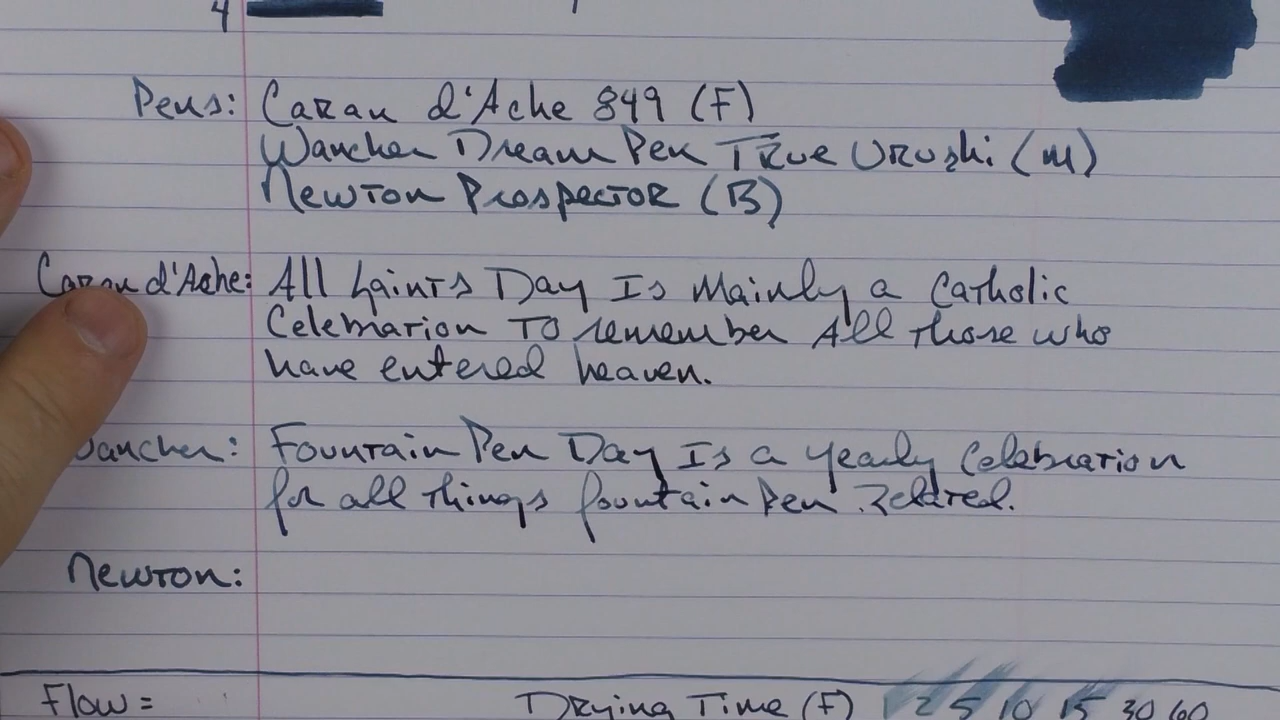 4
Pens: Caran d'Ache 849 (F)
Wancher Dream Pen True Urushi (M)
Newton Prospector (B)
Caran d'Ache: All Saints Day Is Mainly a Catholic
Celebration To remember All those who
have entered heaven.
Wancher: Fountain Pen Day Is a yearly Celebration
for all things fountain pen related.
Newton:
Flow = Drying Time (F) 1 2 5 10 15 30 60